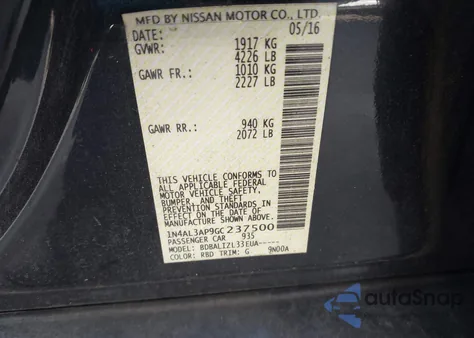 MFD BY NISSAN MOTOR CO., LTD.
DATE: 05/16
GVWR: 1917 KG
4226 LB
GAWR FR.: 1010 KG
2227 LB
GAWR RR.: 940 KG
2072 LB
THIS VEHICLE CONFORMS TO
ALL APPLICABLE FEDERAL
MOTOR VEHICLE SAFETY,
BUMPER, AND THEFT
PREVENTION STANDARDS IN
EFFECT ON THE DATE OF
MANUFACTURE SHOWN ABOVE.
1N4AL3AP9GC237500
PASSENGER CAR 935
MODEL: BDBALIZL33EUA-----
COLOR: RBD TRIM: G 9N00A
AutoSnap